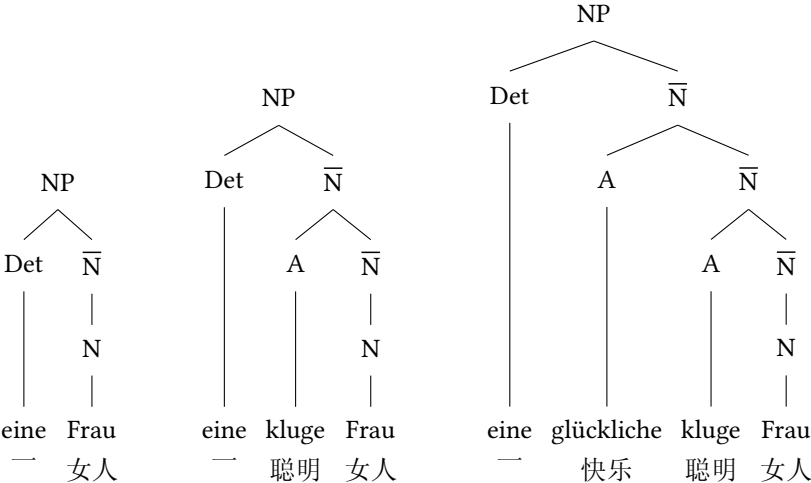 NP
NP
Det N̅
NP
Det N̅
A N̅
Det N̅
A N̅
A N̅
N
N
N
eine Frau
一 女人
eine kluge Frau
一 聪明 女人
eine glückliche kluge Frau
一 快乐 聪明 女人